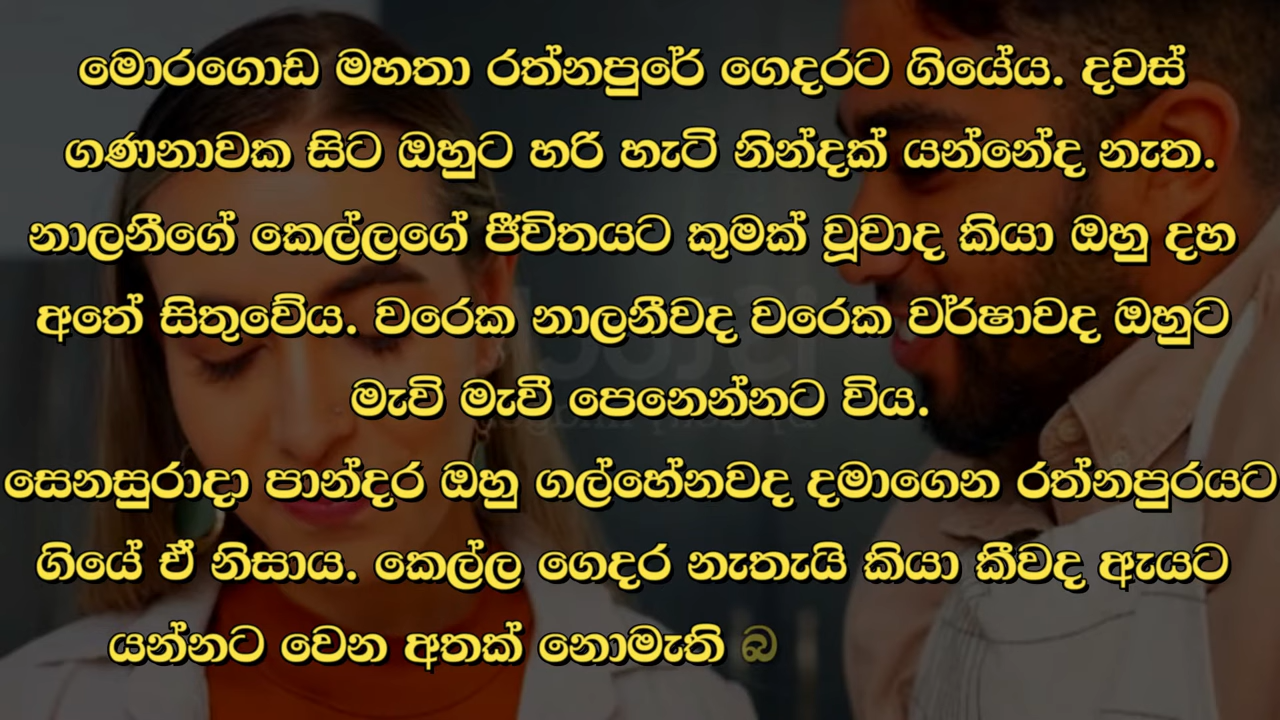 මොරගොඩ මහතා රත්නපුරේ ගෙදරට ගියේය. දවස්
ගණනාවක සිට ඔහුට හරි හැටි නින්දක් යන්නේද නැත.
නාලනීගේ කෙල්ලගේ ජීවිතයට කුමක් වූවාද කියා ඔහු දහ
අතේ සිතුවේය. වරෙක නාලනීවද වරෙක වර්ෂාවද ඔහුට
මැවි මැවී පෙනෙන්නට විය.
සෙනසුරාදා පාන්දර ඔහු ගල්හේනවද දමාගෙන රත්නපුරයට
ගියේ ඒ නිසාය. කෙල්ල ගෙදර නැතැයි කියා කීවද ඇයට
යන්නට වෙන අතක් නොමැති බ